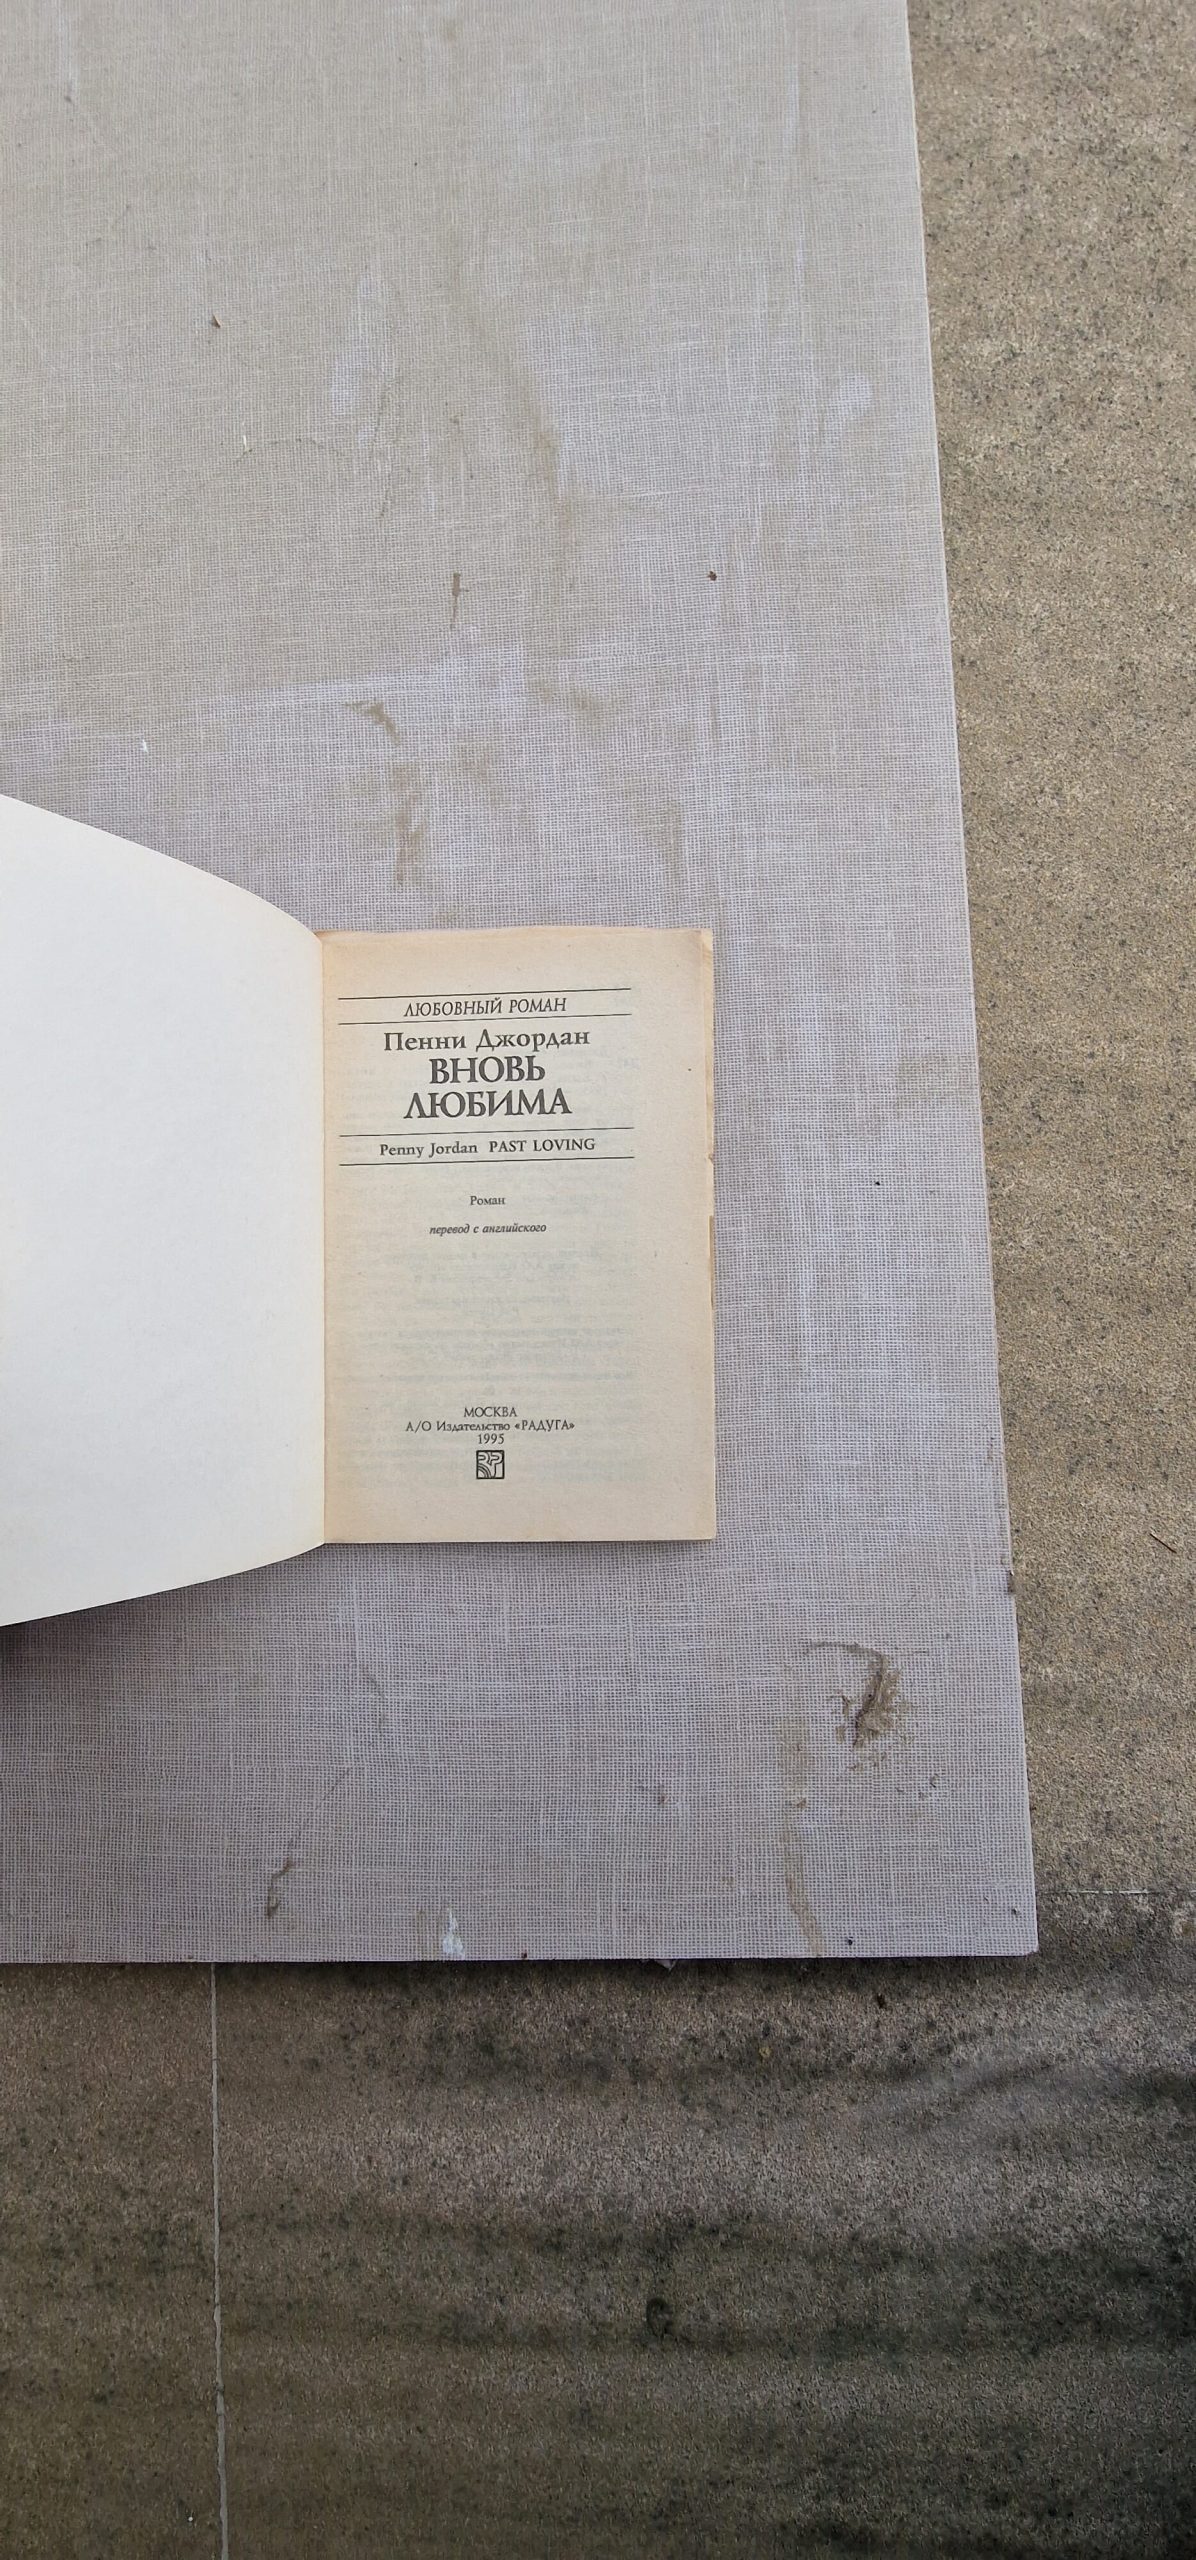 ЛЮБОВНЫЙ РОМАН
Пенни Джордан
ВНОВЬ
ЛЮБИМА
Penny Jordan PAST LOVING
Роман
перевод с английского
МОСКВА
А/О Издательство «РАДУГА»
1995